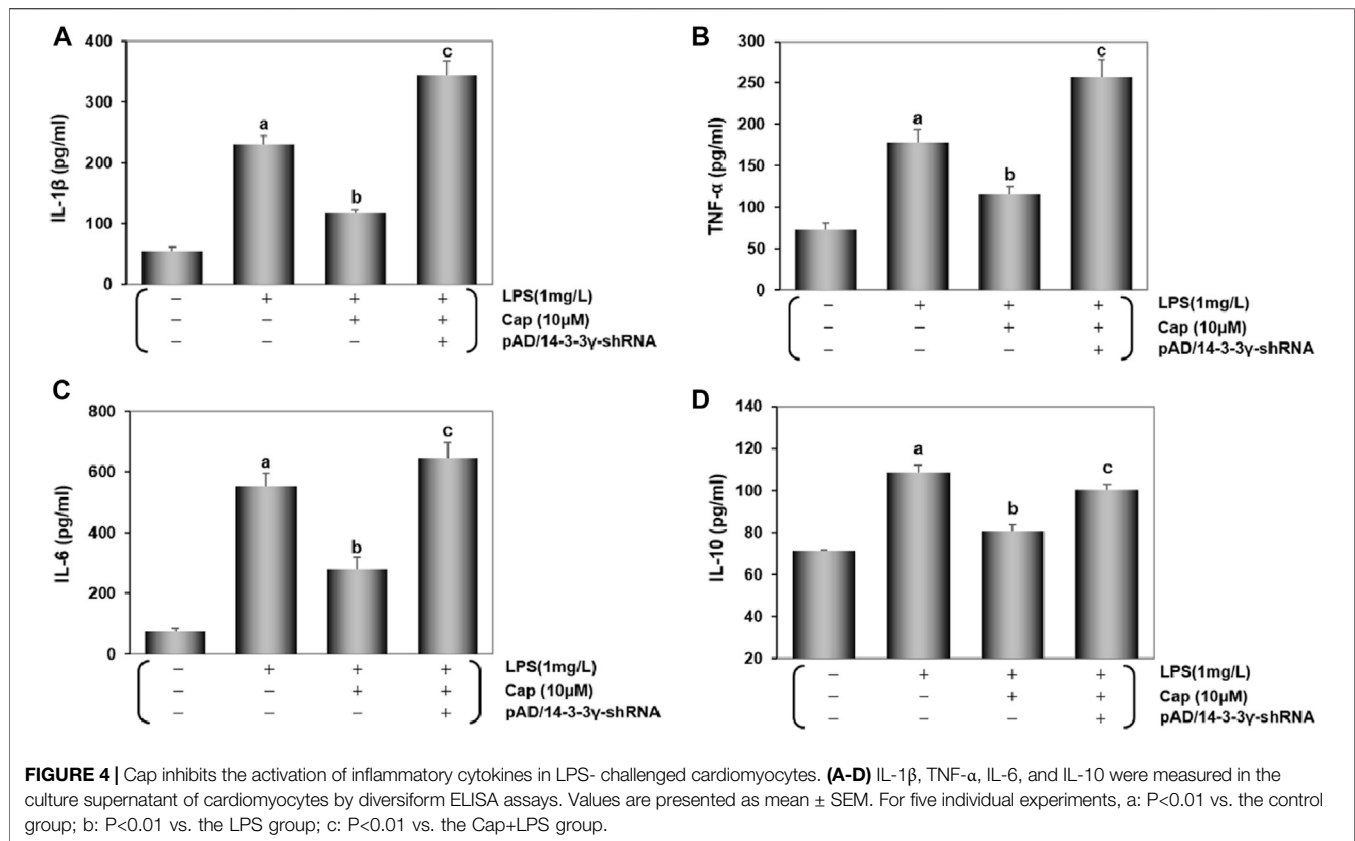 A
400
300
200
100
0
IL-1β (pg/ml)
a
b
c
– + + + LPS(1mg/L)
– – + + Cap (10μM)
– – – + pAD/14-3-3γ-shRNA
B
300
250
200
150
100
50
0
TNF-α (pg/ml)
a
b
c
– + + + LPS(1mg/L)
– – + + Cap (10μM)
– – – + pAD/14-3-3γ-shRNA
C
800
600
400
200
0
IL-6 (pg/ml)
a
b
c
– + + + LPS(1mg/L)
– – + + Cap (10μM)
– – – + pAD/14-3-3γ-shRNA
D
140
120
100
80
60
40
20
IL-10 (pg/ml)
a
b
c
– + + + LPS(1mg/L)
– – + + Cap (10μM)
– – – + pAD/14-3-3γ-shRNA
FIGURE 4 | Cap inhibits the activation of inflammatory cytokines in LPS- challenged cardiomyocytes. (A-D) IL-1β, TNF-α, IL-6, and IL-10 were measured in the
culture supernatant of cardiomyocytes by diversiform ELISA assays. Values are presented as mean ± SEM. For five individual experiments, a: P<0.01 vs. the control
group; b: P<0.01 vs. the LPS group; c: P<0.01 vs. the Cap+LPS group.